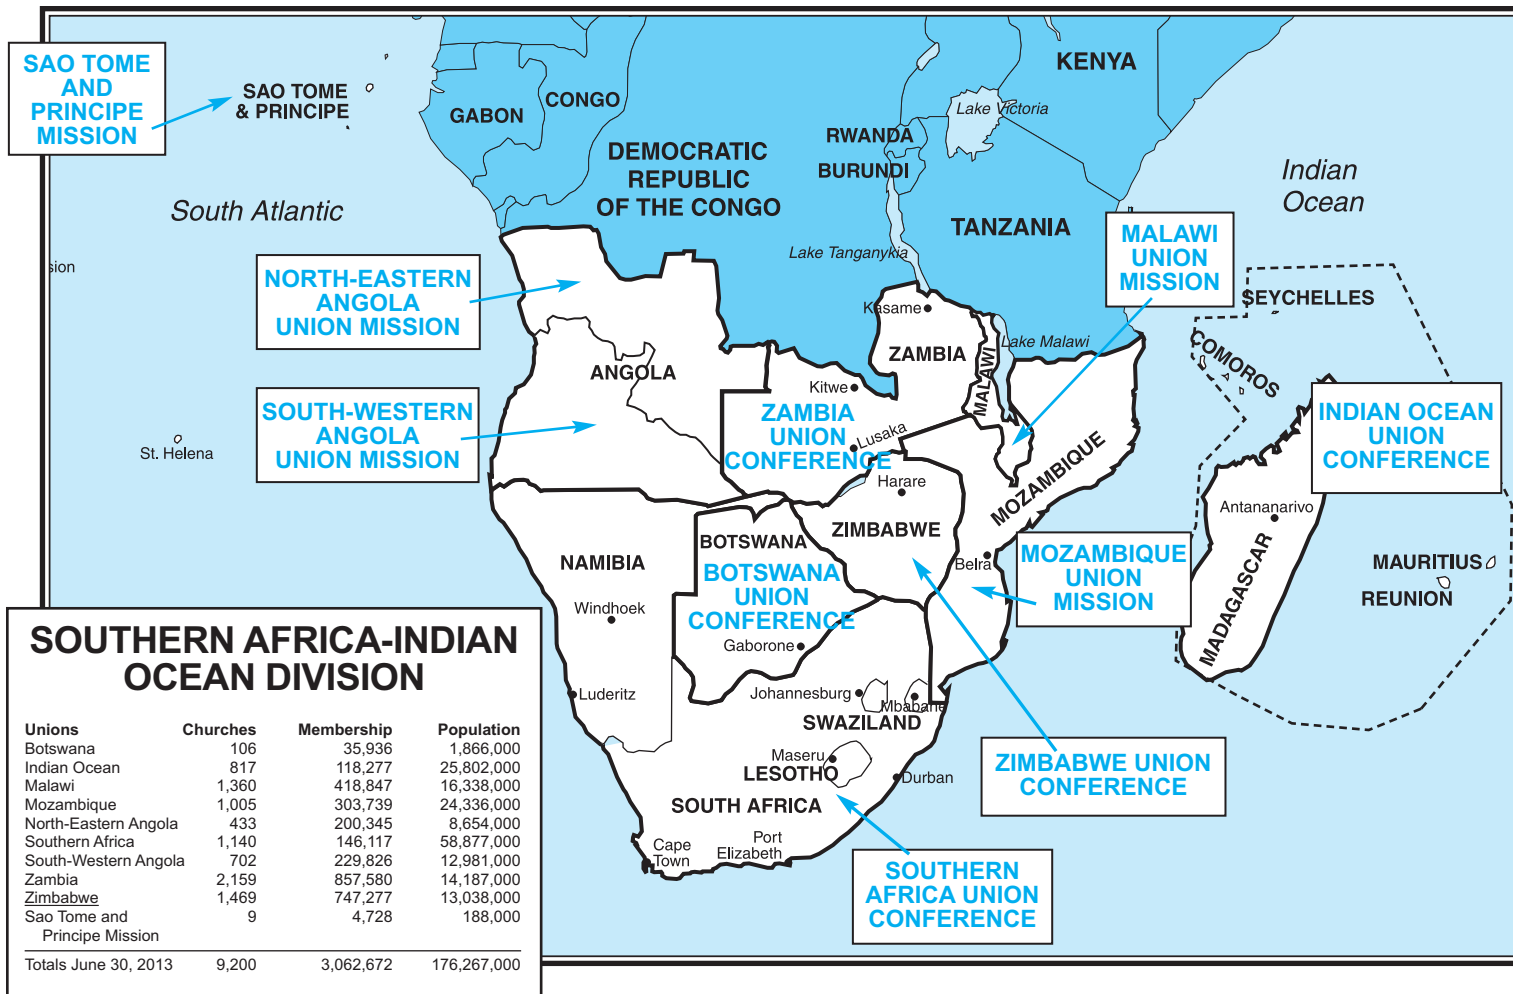 SAO TOME
AND
PRINCIPE
MISSION
SAO TOME
& PRINCIPE
GABON
CONGO
DEMOCRATIC
REPUBLIC
OF THE CONGO
RWANDA
BURUNDI
KENYA
Lake Victoria
TANZANIA
Lake Tanganykia
Indian
Ocean
South Atlantic
sion
MALAWI
UNION
MISSION
NORTH-EASTERN
ANGOLA
UNION MISSION
SEYCHELLES
COMOROS
Kasame
ZAMBIA
MALAWI
Lake Malawi
ANGOLA
Kitwe
SOUTH-WESTERN
ANGOLA
UNION MISSION
ZAMBIA
UNION
CONFERENCE
Lusaka
INDIAN OCEAN
UNION
CONFERENCE
St. Helena
Harare
MOZAMBIQUE
Antananarivo
ZIMBABWE
BOTSWANA
NAMIBIA
BOTSWANA
UNION
CONFERENCE
Belra
MOZAMBIQUE
UNION
MISSION
MADAGASCAR
MAURITIUS
REUNION
Windhoek
Gaborone
Luderitz
Johannesburg
Mbabane
SWAZILAND
Maseru
LESOTHO
Durban
SOUTH AFRICA
ZIMBABWE UNION
CONFERENCE
Cape
Town
Port
Elizabeth
SOUTHERN
AFRICA UNION
CONFERENCE
SOUTHERN AFRICA-INDIAN
OCEAN DIVISION
Unions Churches Membership Population
Botswana 106 35,936 1,866,000
Indian Ocean 817 118,277 25,802,000
Malawi 1,360 418,847 16,338,000
Mozambique 1,005 303,739 24,336,000
North-Eastern Angola 433 200,345 8,654,000
Southern Africa 1,140 146,117 58,877,000
South-Western Angola 702 229,826 12,981,000
Zambia 2,159 857,580 14,187,000
Zimbabwe 1,469 747,277 13,038,000
Sao Tome and 9 4,728 188,000
Principe Mission
Totals June 30, 2013 9,200 3,062,672 176,267,000